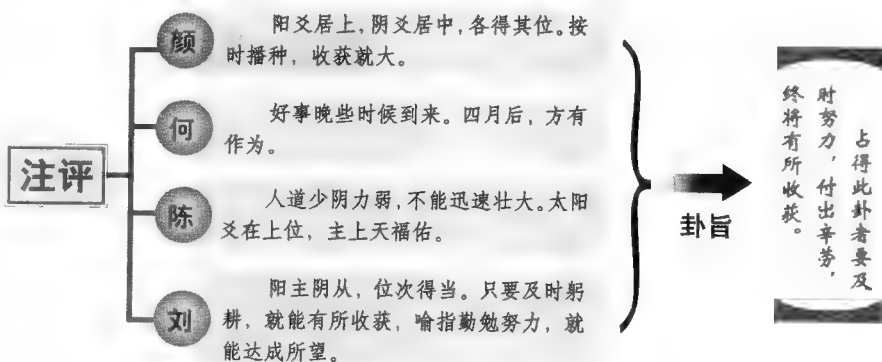 注评
颜
阳爻居上，阴爻居中，各得其位。按
时播种，收获就大。
何
好事晚些时候到来。四月后，方有
作为。
陈
人道少阴力弱，不能迅速壮大。太阳
爻在上位，主上天福佑。
刘
阳主阴从，位次得当。只要及时躬
耕，就能有所收获，喻指勤勉努力，就
能达成所望。
卦旨
占得此卦者要及
时努力，付出辛劳，
终将有所收获。